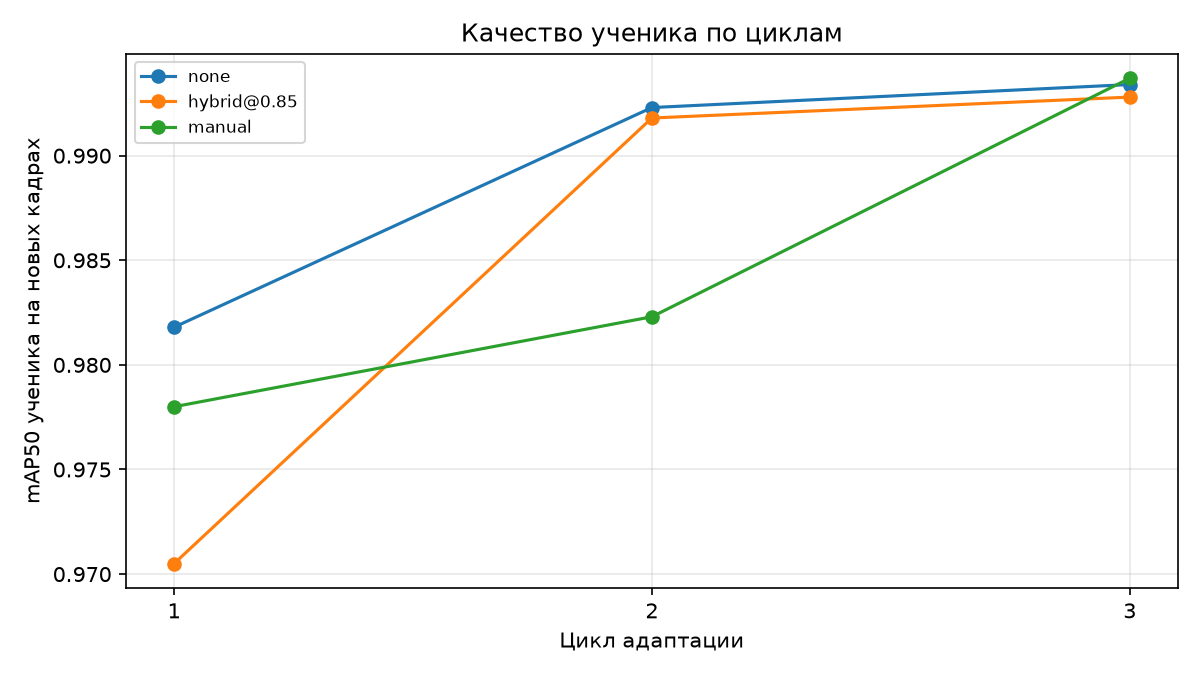 Качество ученика по циклам
none
hybrid@0.85
manual
mAP50 ученика на новых кадрах
0.990
0.985
0.980
0.975
0.970
1 2 3
Цикл адаптации